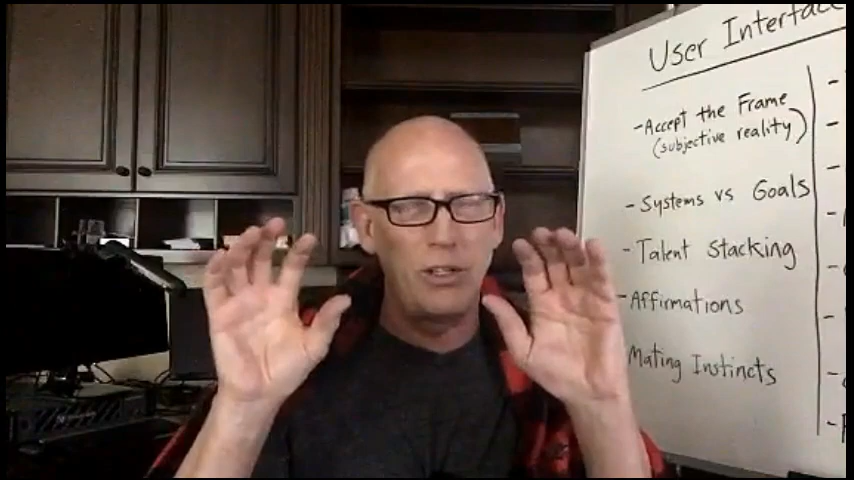 User Interface
- Accept the Frame
(subjective reality)
- Systems vs Goals
- Talent Stacking
- Affirmations
Mating Instincts